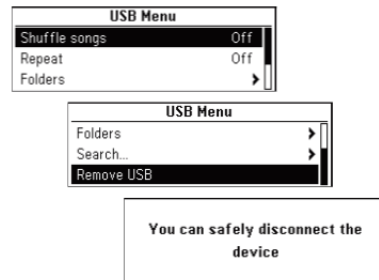 USB Menu
Shuffle songs Off
Repeat Off
Folders
USB Menu
Folders
Search...
Remove USB
You can safely disconnect the
device